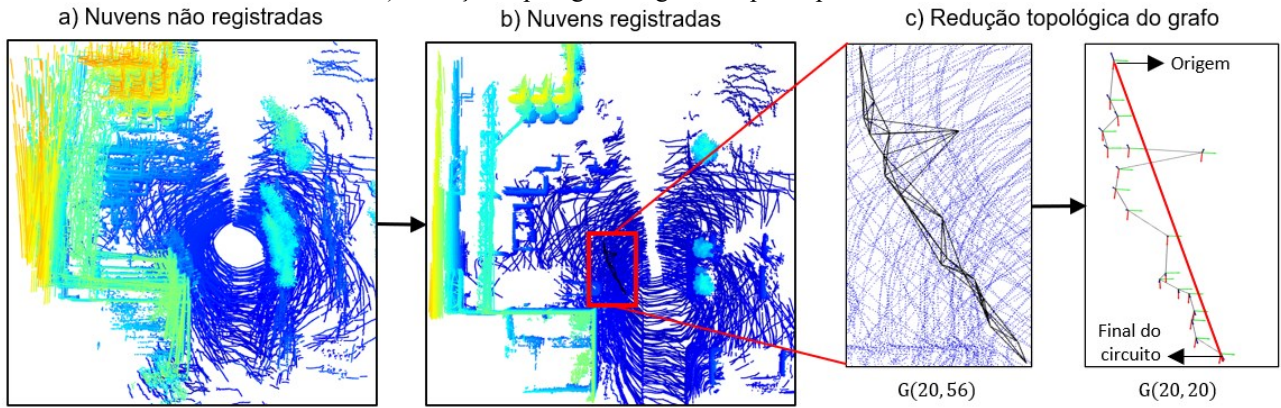 a) Nuvens não registradas
b) Nuvens registradas
c) Redução topológica do grafo
Origem
Final do
circuito
G(20,56)
G(20,20)